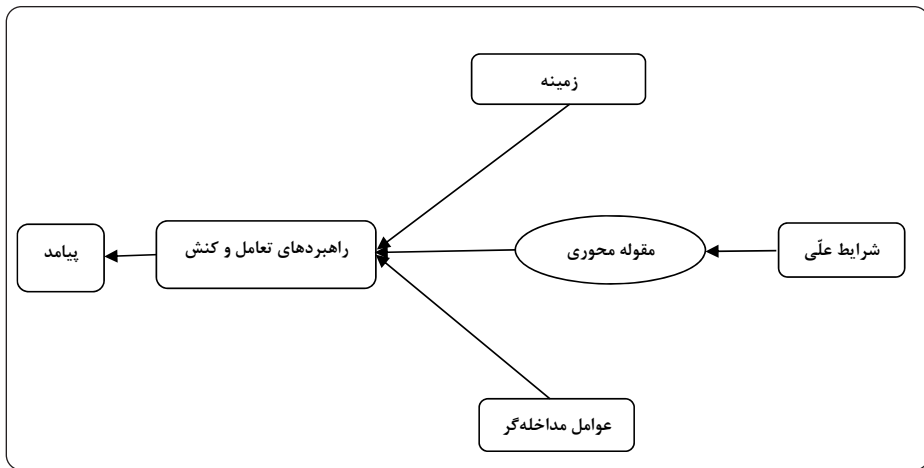 زمینه
شرایط علّی
مقوله محوری
راهبردهای تعامل و کنش
پیامد
عوامل مداخله‌گر